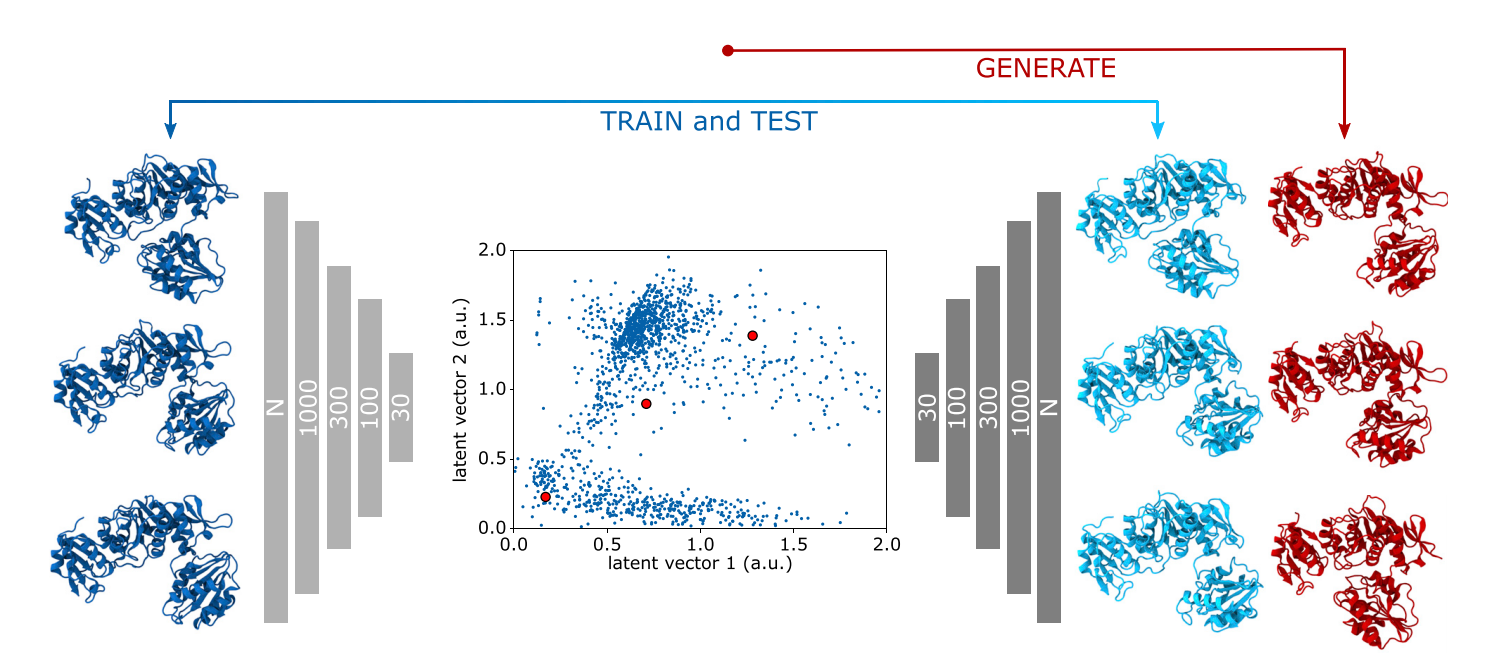 GENERATE
TRAIN and TEST
N
1000
300
100
30
2.0
1.5
1.0
0.5
0.0
latent vector 2 (a.u.)
0.0 0.5 1.0 1.5 2.0
latent vector 1 (a.u.)
30
100
300
1000
N